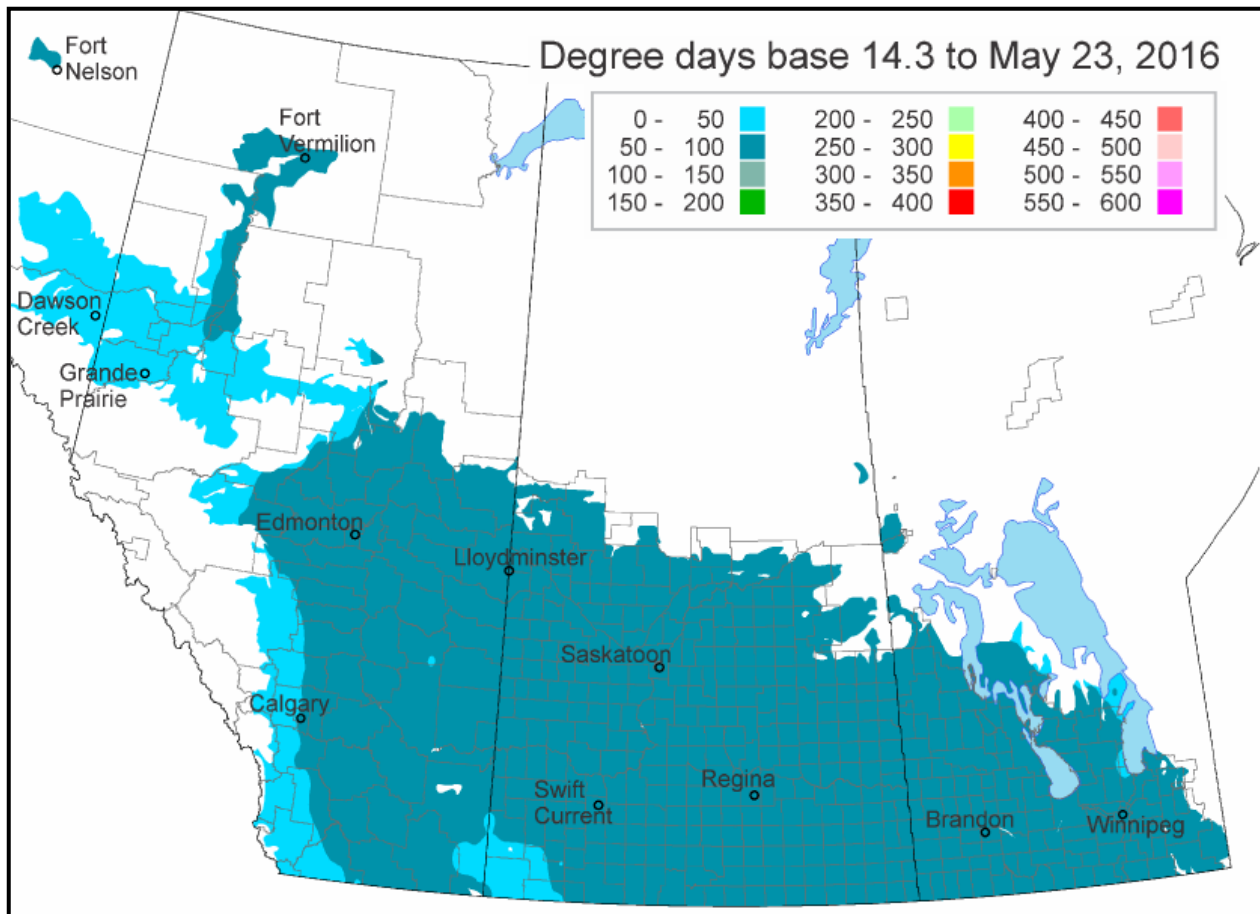 Degree days base 14.3 to May 23, 2016
0 - 50 200 - 250 400 - 450
50 - 100 250 - 300 450 - 500
100 - 150 300 - 350 500 - 550
150 - 200 350 - 400 550 - 600
Fort
Nelson
Fort
Vermilion
Dawson
Creek
Grande
Prairie
Edmonton
Lloydminster
Saskatoon
Calgary
Swift
Current
Regina
Brandon
Winnipeg